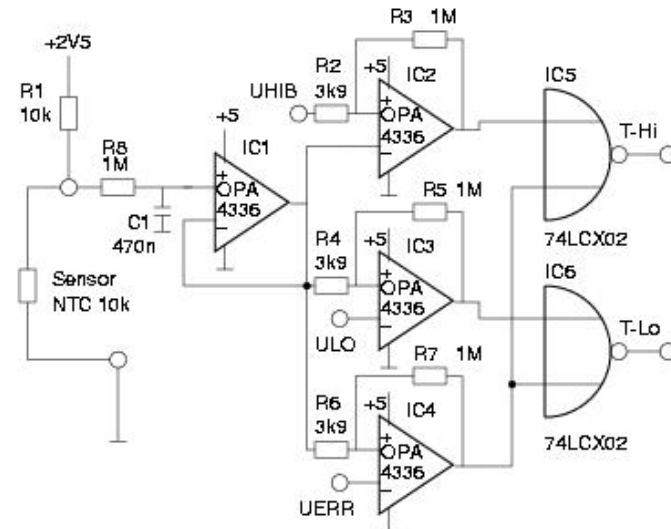 R3 1M
+2V5
+5
IC2
R2
3k9
IC5
R1
10k
UHIB
+
OPA
4336
−
T-Hi
+5
IC1
R8
1M
+
OPA
4336
−
R5 1M
C1
470n
74LCX02
R4
3k9
+5
IC3
IC6
+
OPA
4336
−
Sensor
NTC 10k
ULO
T-Lo
R7 1M
R6
3k9
+5
IC4
+
OPA
4336
−
74LCX02
UERR